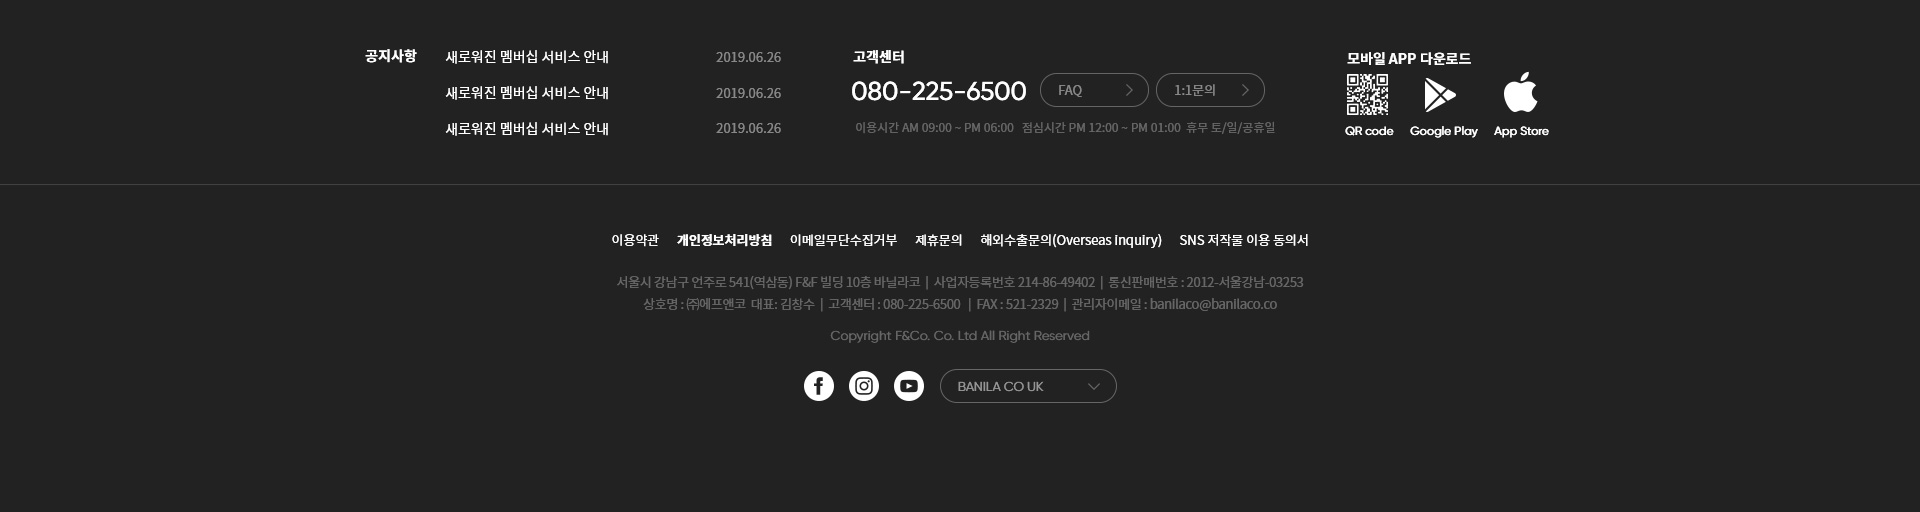 공지사항
새로워진 멤버십 서비스 안내 2019.06.26
새로워진 멤버십 서비스 안내 2019.06.26
새로워진 멤버십 서비스 안내 2019.06.26
고객센터
080-225-6500 FAQ 1:1문의
이용시간 AM 09:00 ~ PM 06:00 점심시간 PM 12:00 ~ PM 01:00 휴무 토/일/공휴일
모바일 APP 다운로드
QR code Google Play App Store
이용약관 개인정보처리방침 이메일무단수집거부 제휴문의 해외수출문의(Overseas inquiry) SNS 저작물 이용 동의서
서울시 강남구 언주로 541(역삼동) F&F 빌딩 10층 바닐라코 | 사업자등록번호 214-86-49402 | 통신판매번호 : 2012-서울강남-03253
상호명 : ㈜에프앤코 대표: 김창수 | 고객센터 : 080-225-6500 | FAX : 521-2329 | 관리자이메일 : banilaco@banilaco.co
Copyright F&Co. Co. Ltd All Right Reserved
BANILA CO UK